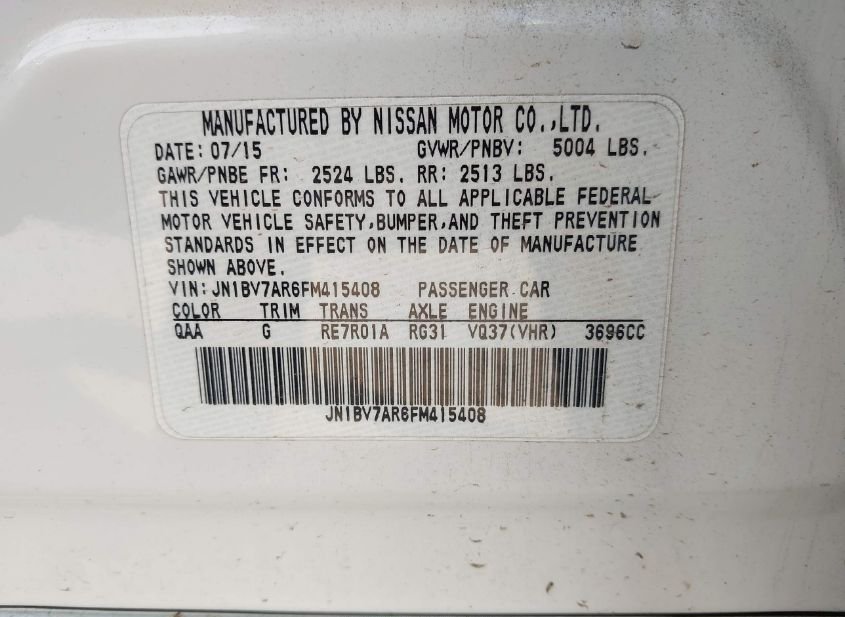 MANUFACTURED BY NISSAN MOTOR CO.,LTD.
DATE: 07/15 GVWR/PNBV: 5004 LBS.
GAWR/PNBE FR: 2524 LBS. RR: 2513 LBS.
THIS VEHICLE CONFORMS TO ALL APPLICABLE FEDERAL
MOTOR VEHICLE SAFETY,BUMPER,AND THEFT PREVENTION
STANDARDS IN EFFECT ON THE DATE OF MANUFACTURE
SHOWN ABOVE.
VIN:JN1BV7AR6FM415408 PASSENGER CAR
COLOR TRIM TRANS AXLE ENGINE
QAA G RE7R01A RG31 VQ37(VHR) 3696CC
JN1BV7AR6FM415408